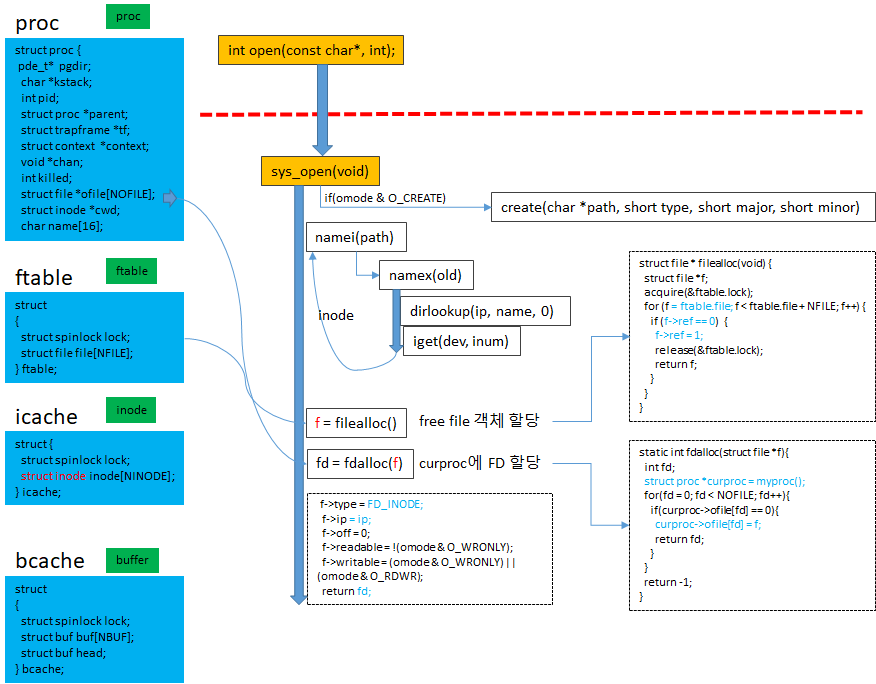 proc
proc
struct proc {
pde_t* pgdir;
char *kstack;
int pid;
struct proc *parent;
struct trapframe *tf;
struct context *context;
void *chan;
int killed;
struct file *ofile[NOFILE];
struct inode *cwd;
char name[16];
ftable
ftable
struct
{
struct spinlock lock;
struct file file[NFILE];
} ftable;
icache
inode
struct {
struct spinlock lock;
struct inode inode[NINODE];
} icache;
bcache
buffer
struct
{
struct spinlock lock;
struct buf buf[NBUF];
struct buf head;
} bcache;
int open(const char*, int);
sys_open(void)
if(omode & O_CREATE)
create(char *path, short type, short major, short minor)
namei(path)
namex(old)
inode
dirlookup(ip, name, 0)
iget(dev, inum)
f = filealloc()
free file 객체 할당
fd = fdalloc(f)
curproc에 FD 할당
f->type = FD_INODE;
f->ip = ip;
f->off = 0;
f->readable = !(omode & O_WRONLY);
f->writable = (omode & O_WRONLY) ||
(omode & O_RDWR);
return fd;
struct file * filealloc(void) {
struct file *f;
acquire(&ftable.lock);
for (f = ftable.file; f < ftable.file + NFILE; f++) {
if (f->ref == 0) {
f->ref = 1;
release(&ftable.lock);
return f;
}
}
}
static int fdalloc(struct file *f){
int fd;
struct proc *curproc = myproc();
for(fd = 0; fd < NOFILE; fd++){
if(curproc->ofile[fd] == 0){
curproc->ofile[fd] = f;
return fd;
}
}
return -1;
}